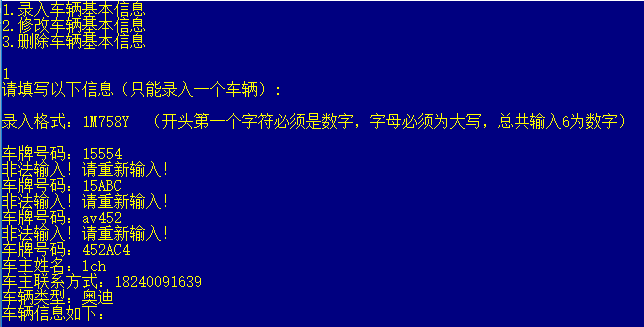 1.录入车辆基本信息
2.修改车辆基本信息
3.删除车辆基本信息
1
请填写以下信息（只能录入一个车辆）:
录入格式：1M758Y （开头第一个字符必须是数字，字母必须为大写，总共输入6为数字）
车牌号码：15554
非法输入！请重新输入！
车牌号码：15ABC
非法输入！请重新输入！
车牌号码：av452
非法输入！请重新输入！
车牌号码：452AC4
车主姓名：lch
车主联系方式：18240091639
车辆类型：奥迪
车辆信息如下：